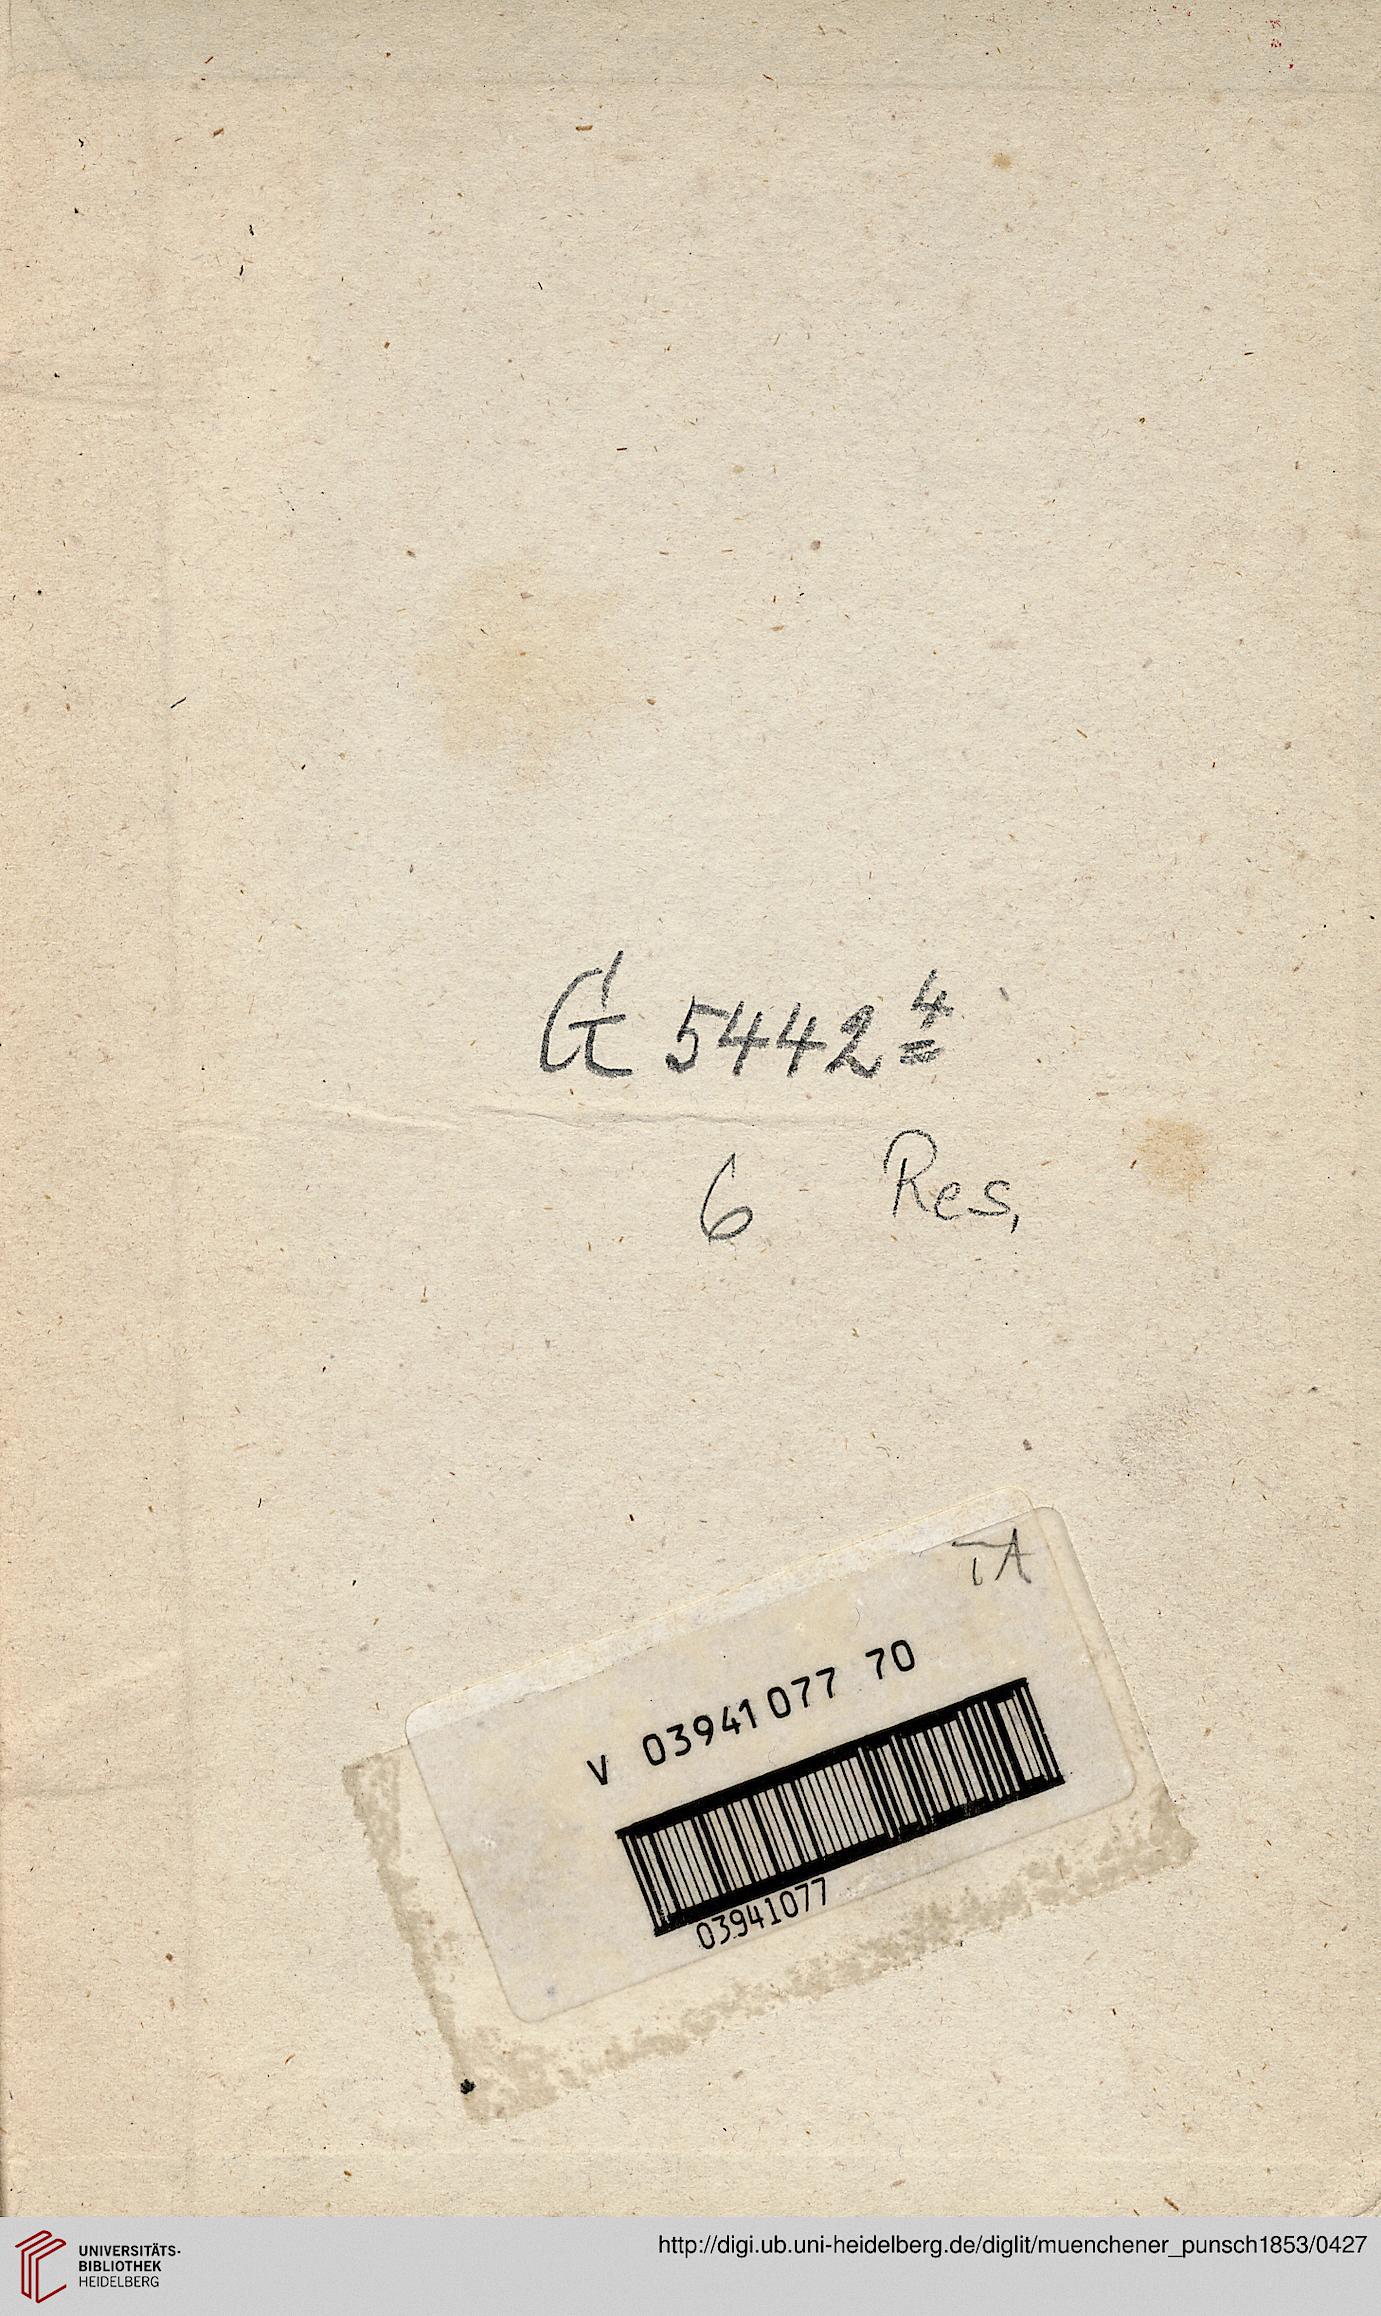 G 5442 4
6 Res.
TA
V 03941077 70
03941077
UNIVERSITÄTS-
BIBLIOTHEK
HEIDELBERG
http://digi.ub.uni-heidelberg.de/diglit/muenchener_punsch1853/0427